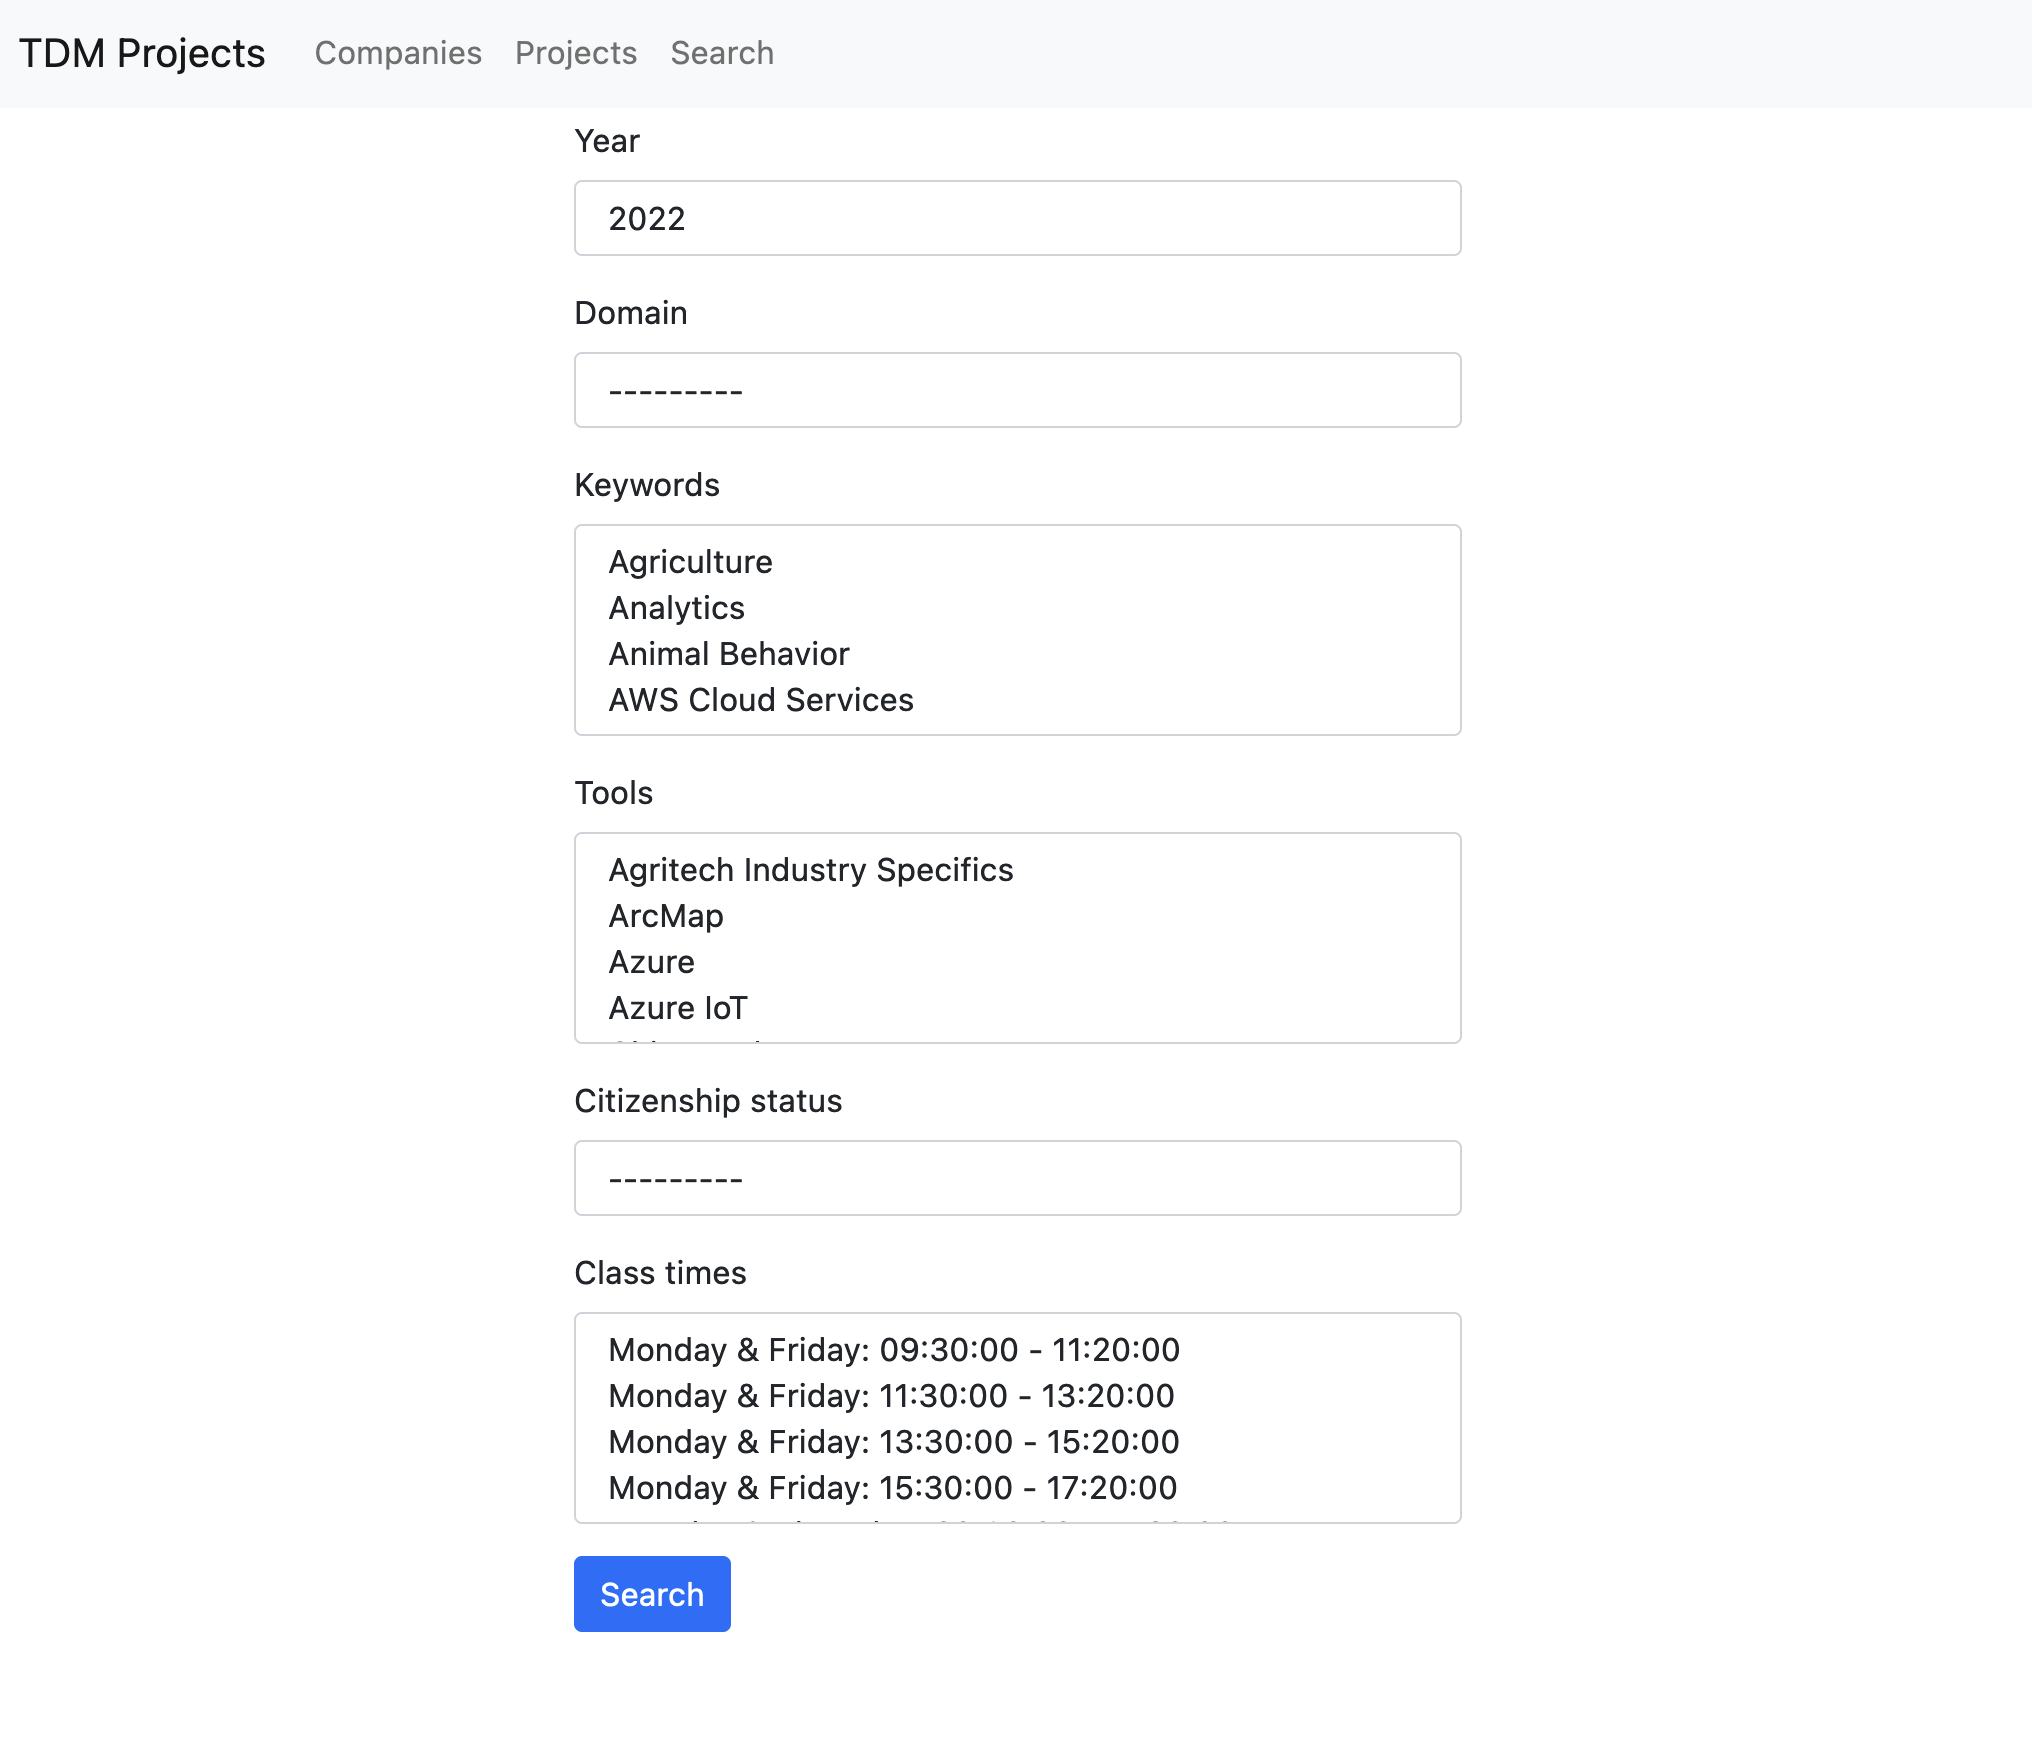 TDM Projects Companies Projects Search
Year
2022
Domain
---------
Keywords
Agriculture
Analytics
Animal Behavior
AWS Cloud Services
Tools
Agritech Industry Specifics
ArcMap
Azure
Azure IoT
Citizenship status
---------
Class times
Monday & Friday: 09:30:00 - 11:20:00
Monday & Friday: 11:30:00 - 13:20:00
Monday & Friday: 13:30:00 - 15:20:00
Monday & Friday: 15:30:00 - 17:20:00
Search